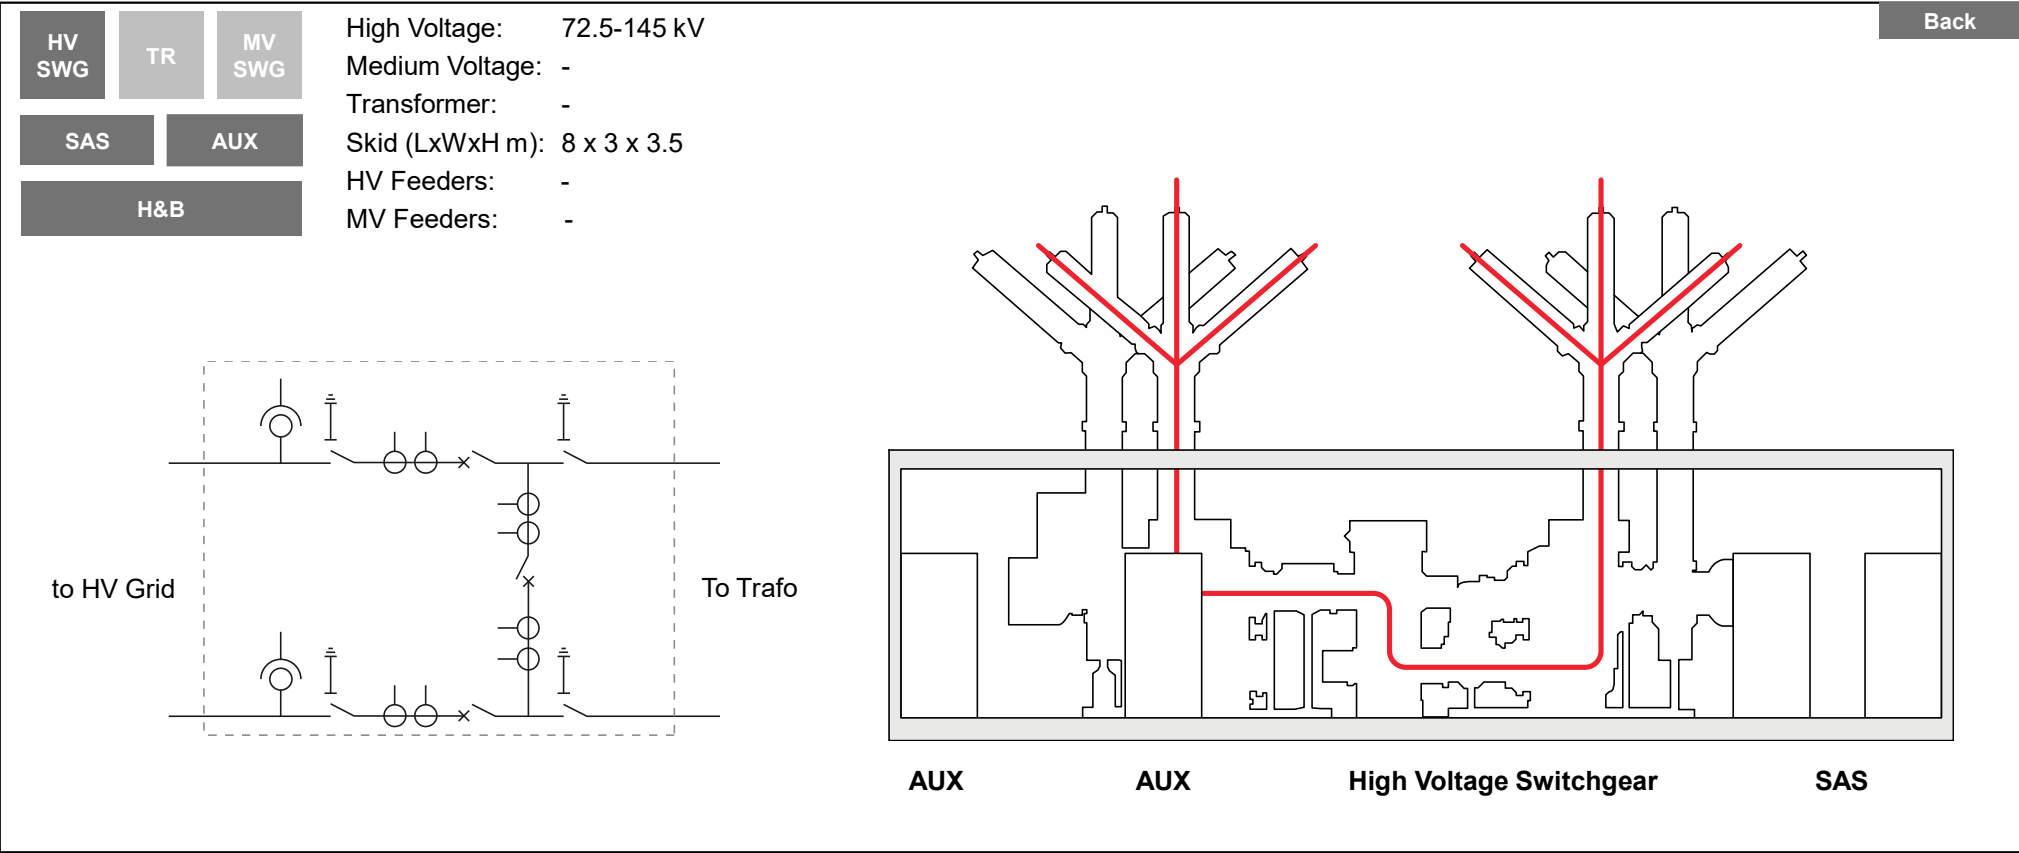 HV
SWG
TR
MV
SWG
SAS
AUX
H&B
High Voltage: 72.5-145 kV
Medium Voltage: -
Transformer: -
Skid (LxWxH m): 8 x 3 x 3.5
HV Feeders: -
MV Feeders: -
Back
to HV Grid
To Trafo
AUX
AUX
High Voltage Switchgear
SAS